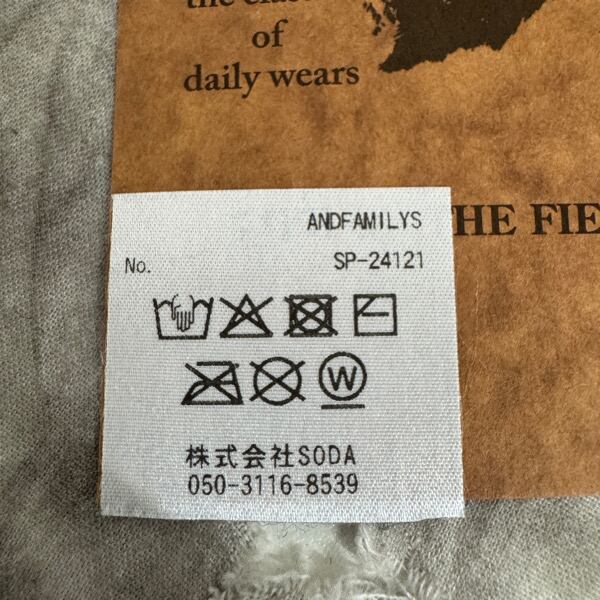 of
daily wears
THE FIE
ANDFAMILYS
No. SP-24121
W
株式会社SODA
050-3116-8539